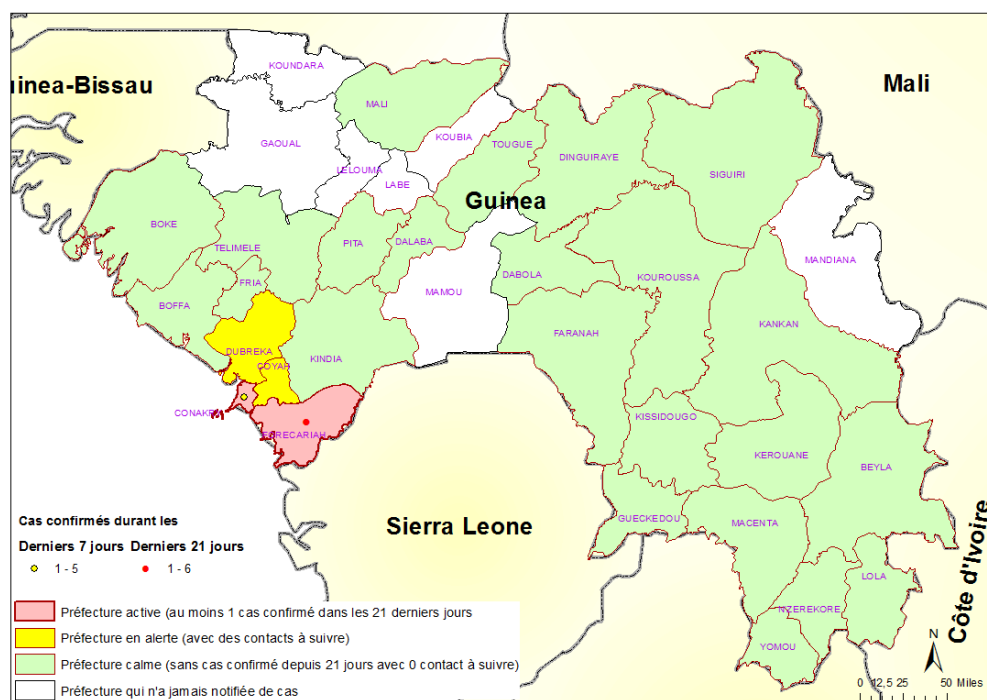 KOUNDARA
uinea-Bissau
Mali
MALI
KOUBIA
GAOUAL
TOUGUE
DINGUIRAYE
LELOUMA
SIGUIRI
LABE
Guinea
BOKE
PITA
DALABA
TELIMELE
MANDIANA
DABOLA
KOUROUSSA
FRIA
MAMOU
BOFFA
KANKAN
FARANAH
DUBREKA
KINDIA
COYAH
CONAKR
KISSIDOUGO
ERECARIAH
KEROUANE
BEYLA
Sierra Leone
GUECKEDOU
MACENTA
Côte d'Ivoire
LOLA
NZEREKORE
YOMOU
Cas confirmés durant les
Derniers 7 jours Derniers 21 jours
1 - 5 1 - 6
Préfecture active (au moins 1 cas confirmé dans les 21 derniers jours
Préfecture en alerte (avec des contacts à suivre)
Préfecture calme (sans cas confirmé depuis 21 jours avec 0 contact à suivre)
Préfecture qui n'a jamais notifiée de cas
N
0 12,5 25 50 Miles